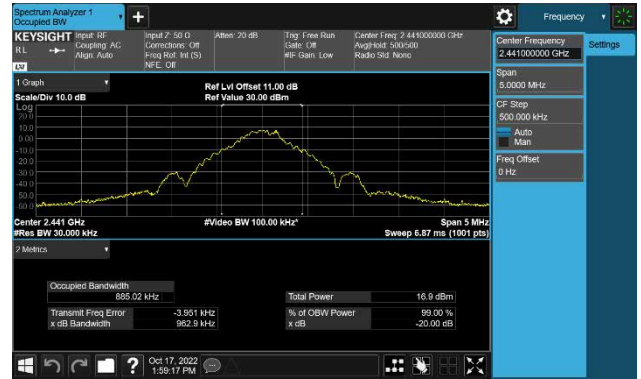 Spectrum Analyzer 1
Occupied BW
Frequency
KEYSIGHT
RL
Input: RF
Coupling: AC
Align: Auto
Input Z: 50 Ω
Corrections: Off
Freq Ref: Int (S)
NFE: Off
Atten: 20 dB
Trig: Free Run
Gate: Off
#IF Gain: Low
Center Freq: 2.441000000 GHz
Avg|Hold: 500/500
Radio Std: None
Center Frequency
2.441000000 GHz
Settings
Span
5.0000 MHz
CF Step
500.000 kHz
Auto
Man
Freq Offset
0 Hz
1 Graph
Scale/Div 10.0 dB
Ref Lvl Offset 11.00 dB
Ref Value 30.00 dBm
Log
20.0
10.0
0.00
-10.0
-20.0
-30.0
-40.0
-50.0
-60.0
Center 2.441 GHz
#Res BW 30.000 kHz
#Video BW 100.00 kHz*
Span 5 MHz
Sweep 6.87 ms (1001 pts)
2 Metrics
Occupied Bandwidth
885.02 kHz
Total Power 16.9 dBm
Transmit Freq Error -3.951 kHz
% of OBW Power 99.00 %
x dB Bandwidth 962.9 kHz
x dB -20.00 dB
?
Oct 17, 2022
1:59:17 PM